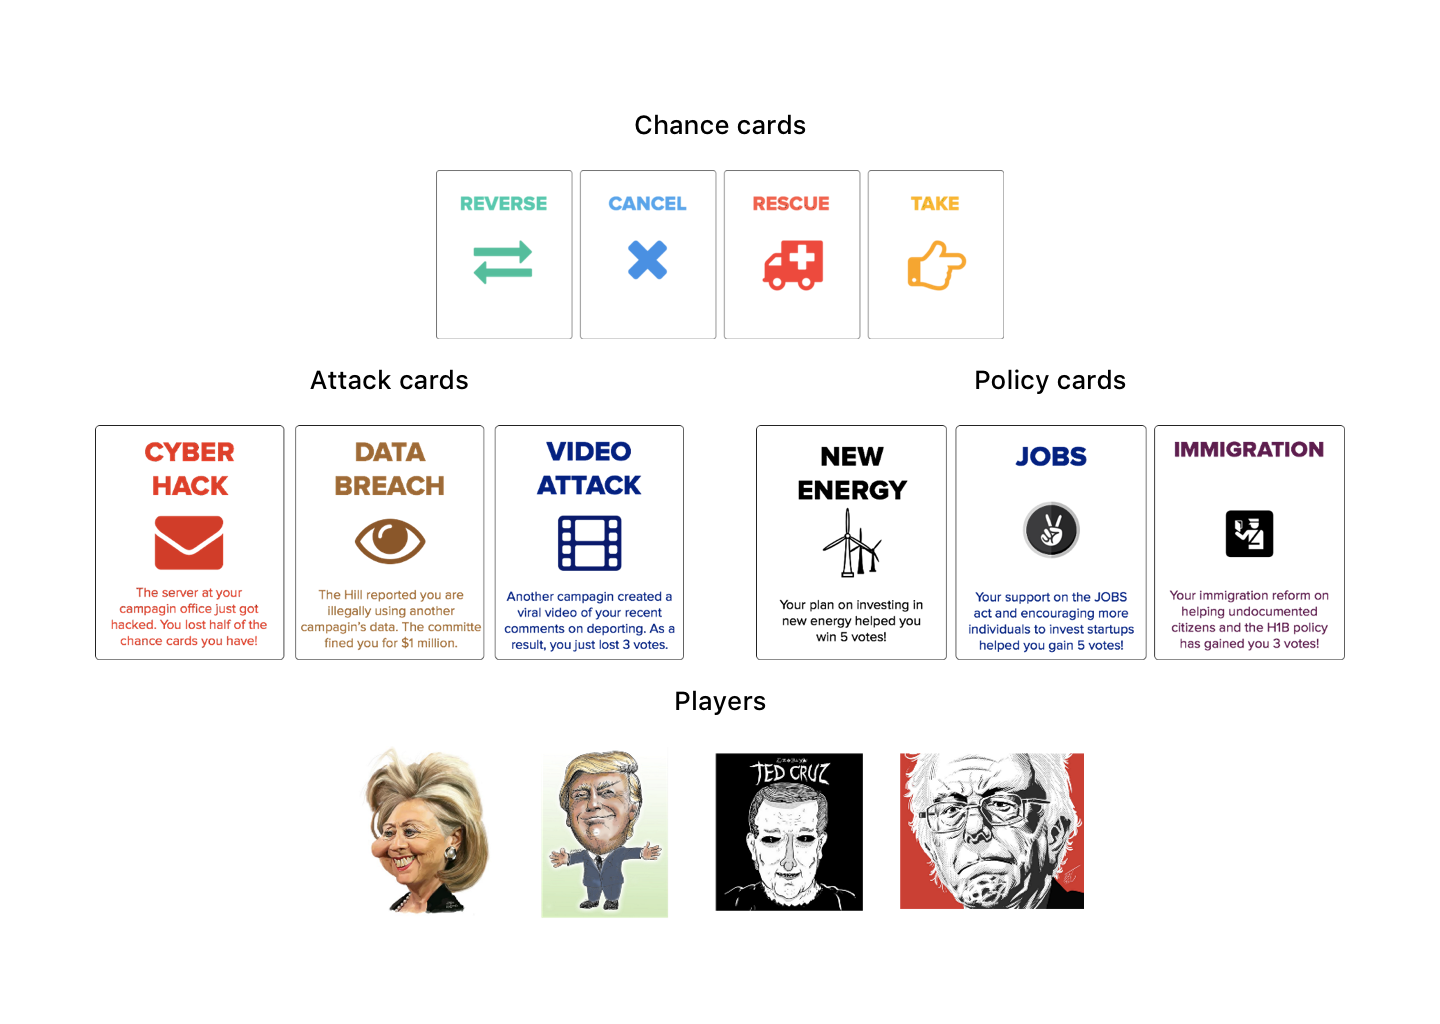 Chance cards
REVERSE
CANCEL
RESCUE
TAKE
Attack cards
Policy cards
CYBER
HACK
The server at your
campagin office just got
hacked. You lost half of the
chance cards you have!
DATA
BREACH
The Hill reported you are
illegally using another
campaign's data. The committe
fined you for $1 million.
VIDEO
ATTACK
Another campagin created a
viral video of your recent
comments on deporting. As a
result, you just lost 3 votes.
NEW
ENERGY
Your plan on investing in
new energy helped you
win 5 votes!
JOBS
Your support on the JOBS
act and encouraging more
individuals to invest startups
helped you gain 5 votes!
IMMIGRATION
Your immigration reform on
helping undocumented
citizens and the H1B policy
has gained you 3 votes!
Players
TED CRUZ